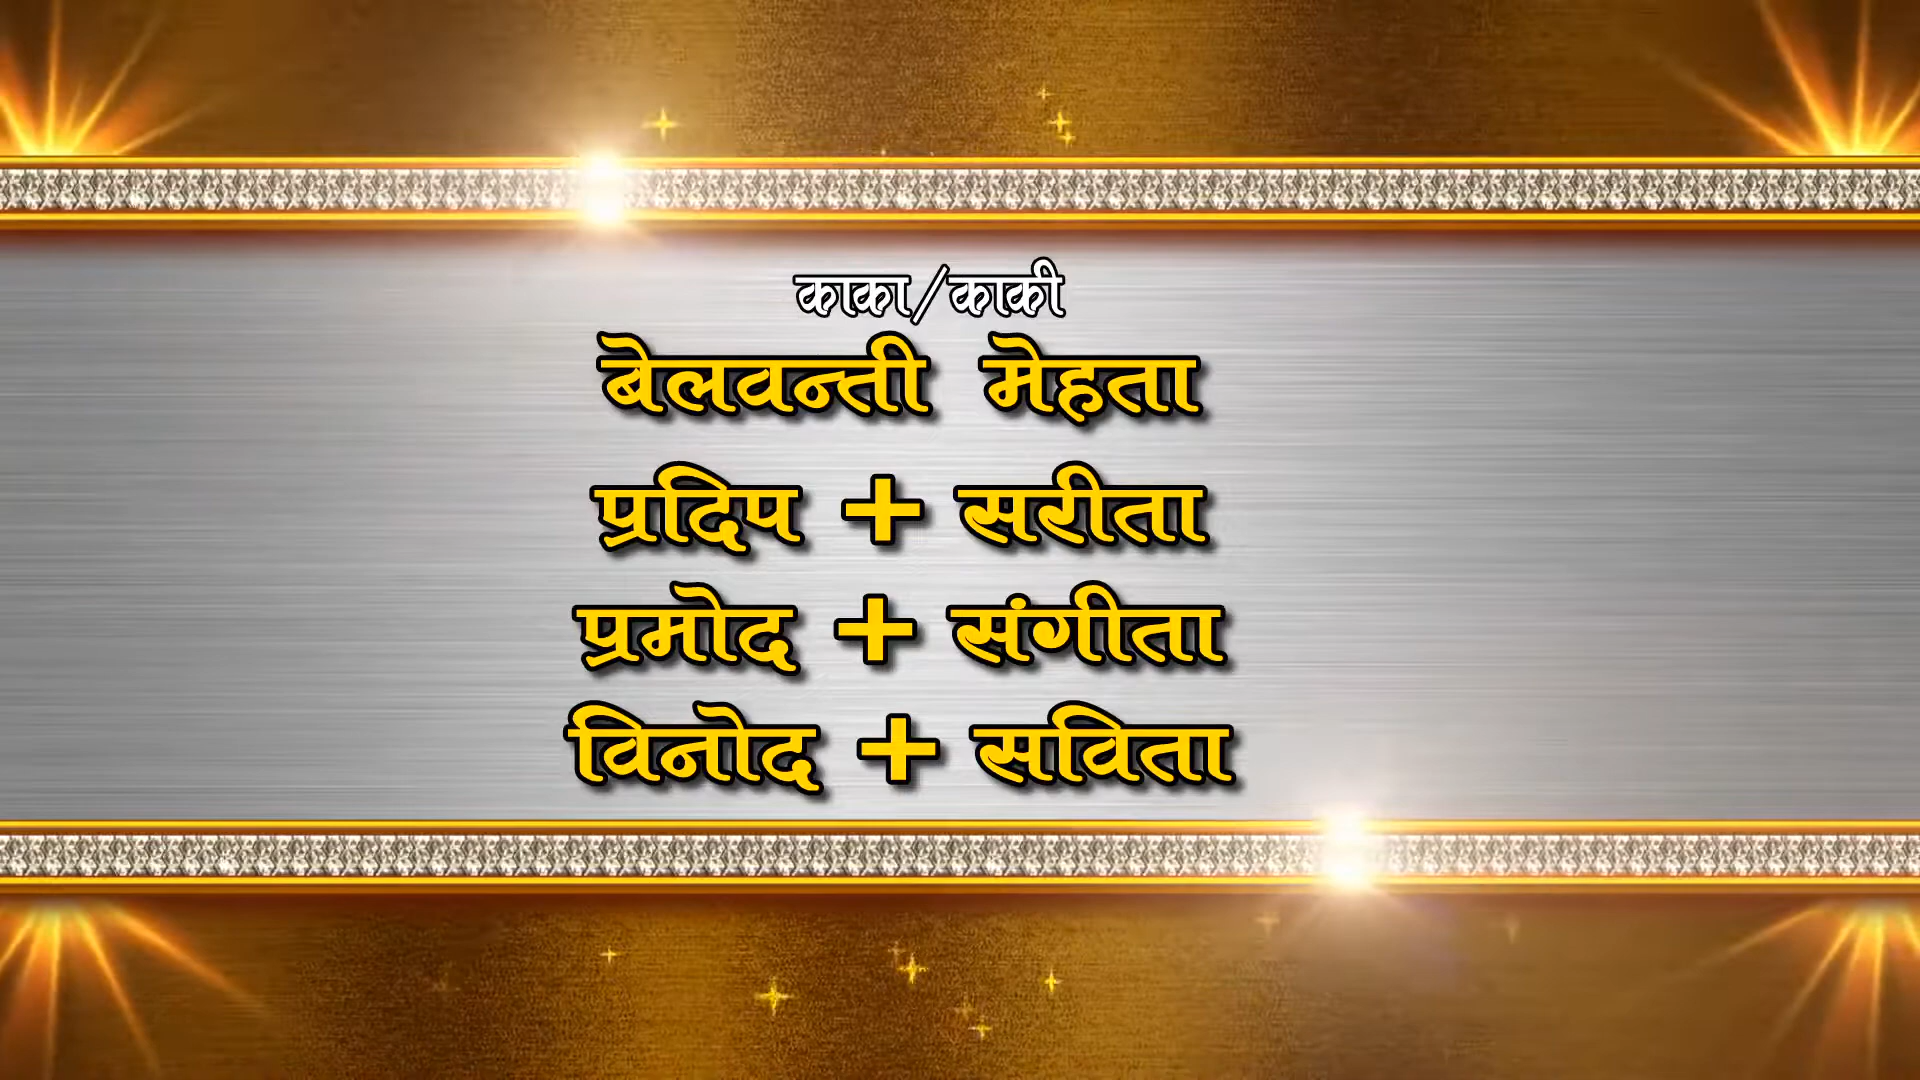 काका/काकी
बेलवन्ती मेहता
प्रदिप + सरीता
प्रमोद + संगीता
विनोद + सविता